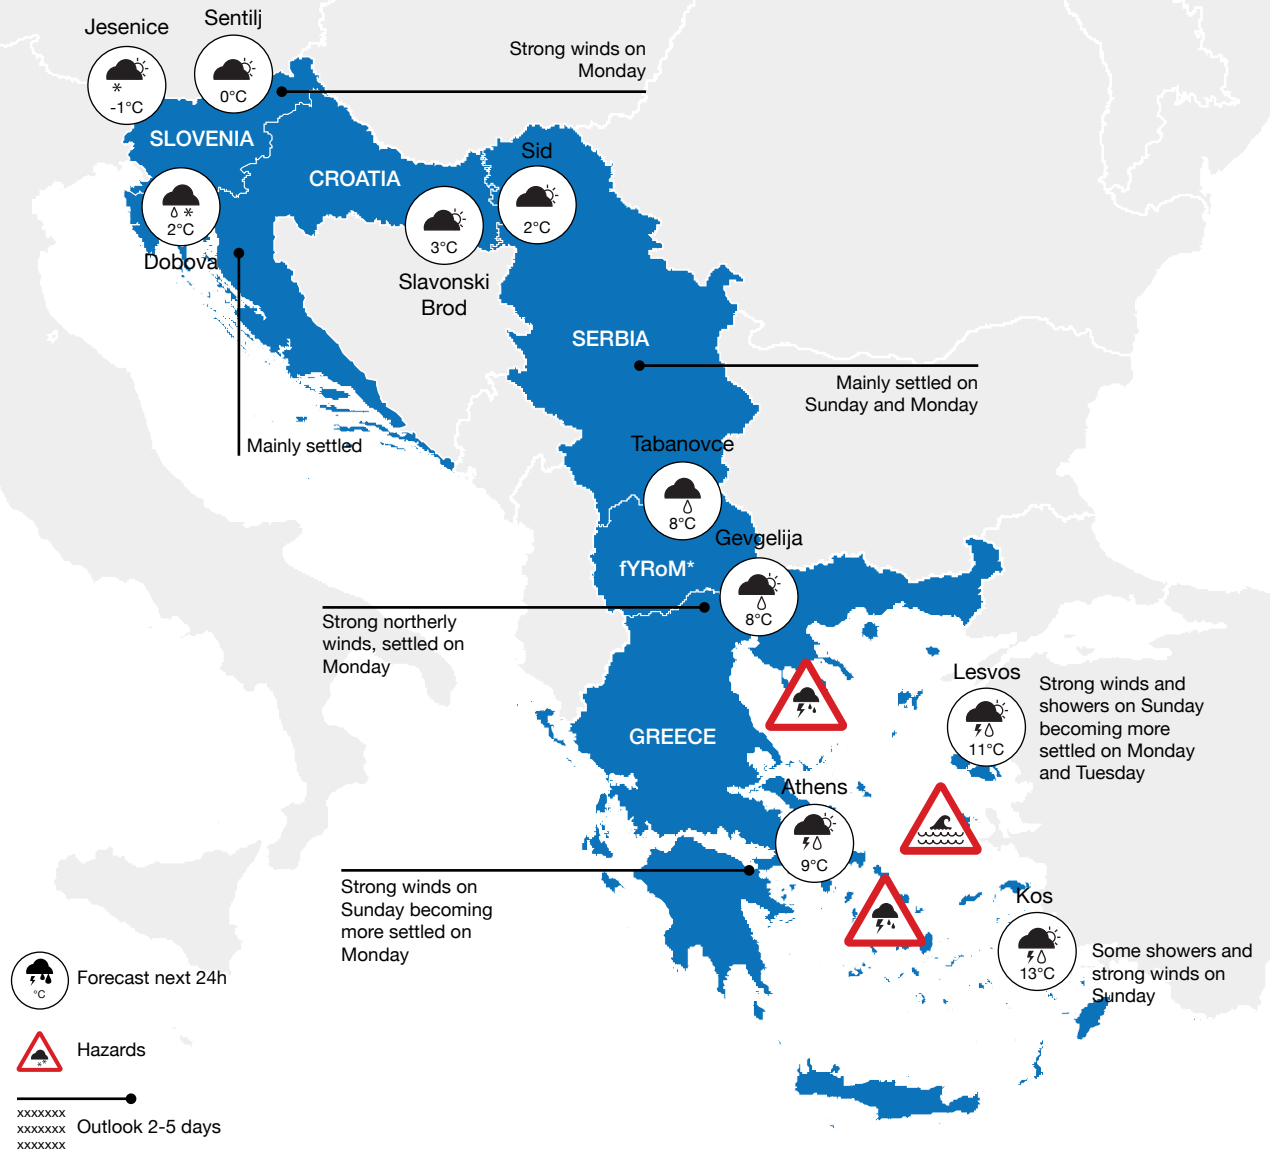 Jesenice
-1°C
Sentilj
0°C
Strong winds on
Monday
SLOVENIA
CROATIA
2°C
Dobova
3°C
Slavonski
Brod
Sid
2°C
SERBIA
Mainly settled on
Sunday and Monday
Mainly settled
Tabanovce
8°C
Gevgelija
8°C
fYRoM*
Strong northerly
winds, settled on
Monday
GREECE
Lesvos
11°C
Strong winds and
showers on Sunday
becoming more
settled on Monday
and Tuesday
Athens
9°C
Strong winds on
Sunday becoming
more settled on
Monday
Kos
13°C
Some showers and
strong winds on
Sunday
°C
Forecast next 24h
Hazards
xxxxxxx
xxxxxxx
xxxxxxx
Outlook 2-5 days